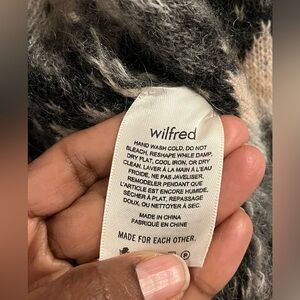 wilfred
HAND WASH COLD, DO NOT
BLEACH, RESHAPE WHILE DAMP,
DRY FLAT, COOL IRON, OR DRY
CLEAN. LAVER À LA MAIN À L'EAU
FROIDE, NE PAS JAVELISER,
REMODELER PENDANT QUE
L'ARTICLE EST ENCORE HUMIDE,
SÉCHER À PLAT, REPASSAGE
DOUX, OU NETTOYER À SEC.
MADE IN CHINA
FABRIQUÉ EN CHINE
MADE FOR EACH OTHER.